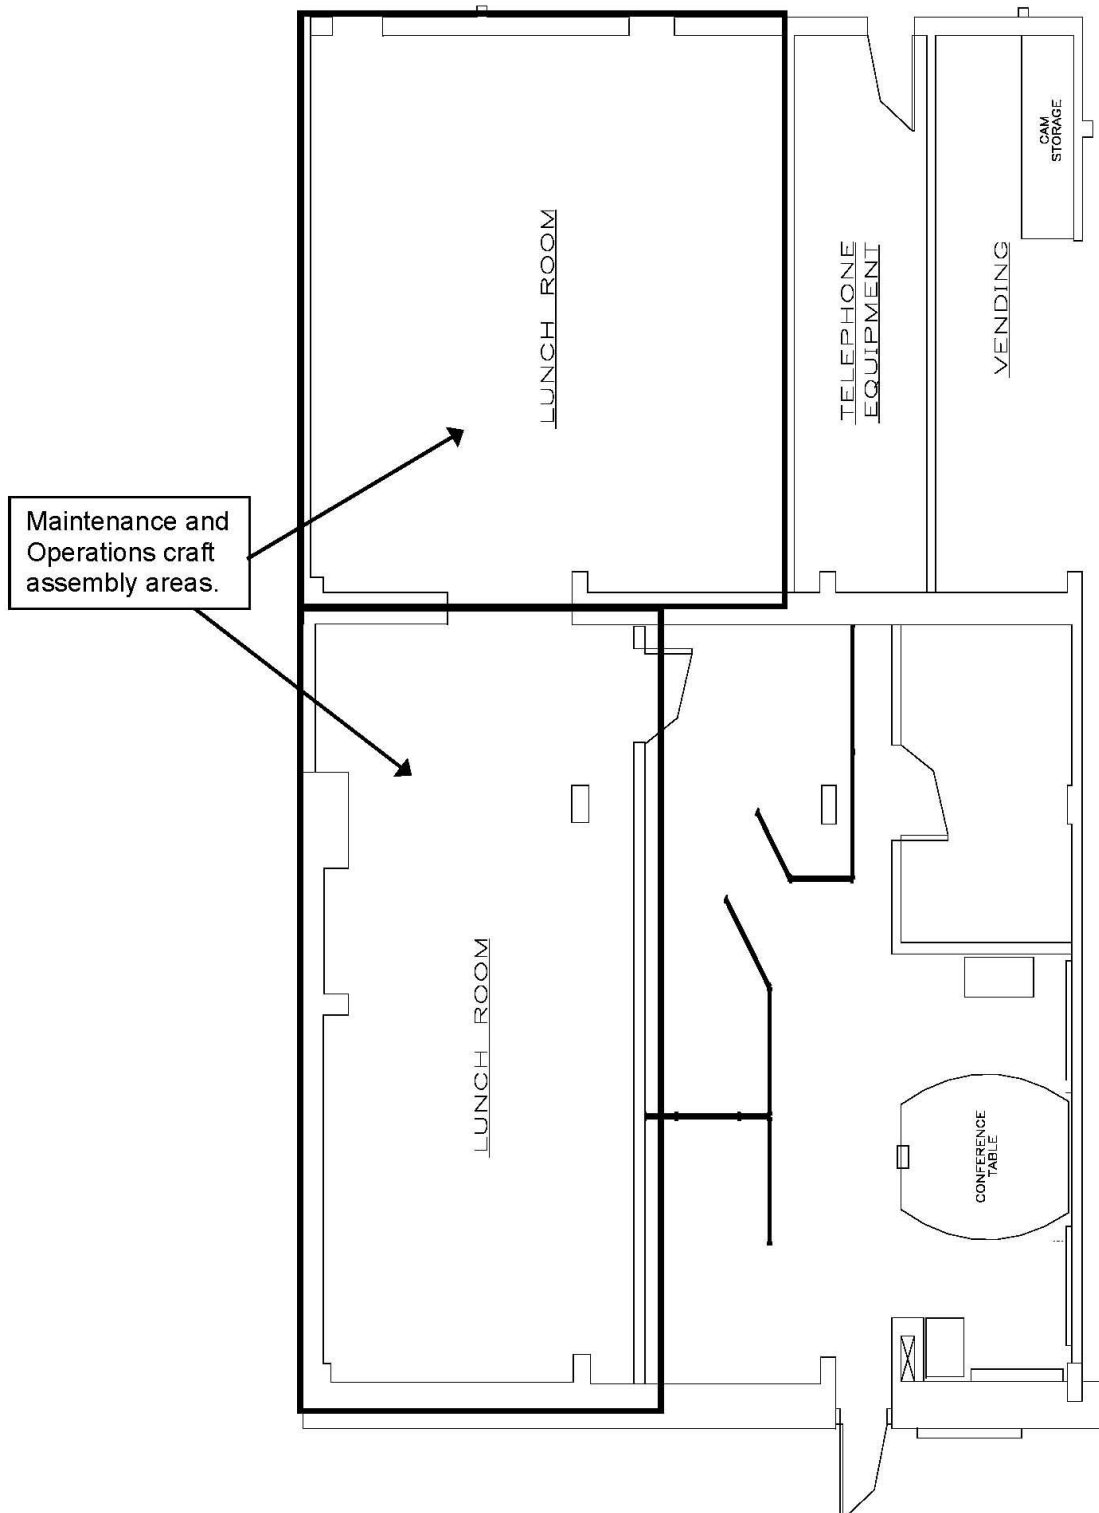 CAM
STORAGE
LUNCH ROOM
TELEPHONE
EQUIPMENT
VENDING
Maintenance and
Operations craft
assembly areas.
LUNCH ROOM
CONFERENCE
TABLE